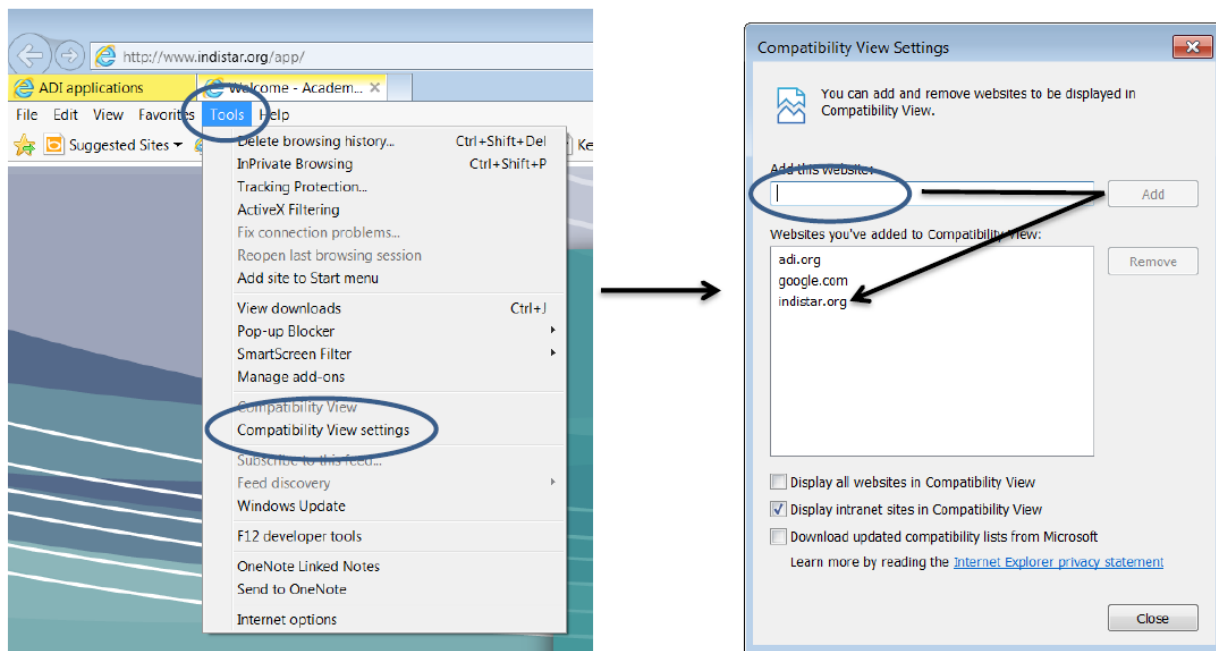 http://www.indistar.org/app/
ADI applications
Welcome - Academ...
File Edit View Favorites Tools Help
Suggested Sites
Ke
Delete browsing history... Ctrl+Shift+Del
InPrivate Browsing Ctrl+Shift+P
Tracking Protection...
ActiveX Filtering
Fix connection problems...
Reopen last browsing session
Add site to Start menu
View downloads Ctrl+J
Pop-up Blocker
SmartScreen Filter
Manage add-ons
Compatibility View
Compatibility View settings
Subscribe to this feed...
Feed discovery
Windows Update
F12 developer tools
OneNote Linked Notes
Send to OneNote
Internet options
Compatibility View Settings
You can add and remove websites to be displayed in
Compatibility View.
Add this website:
Add
Websites you've added to Compatibility View:
adi.org
google.com
indistar.org
Remove
Display all websites in Compatibility View
Display intranet sites in Compatibility View
Download updated compatibility lists from Microsoft
Learn more by reading the Internet Explorer privacy statement
Close